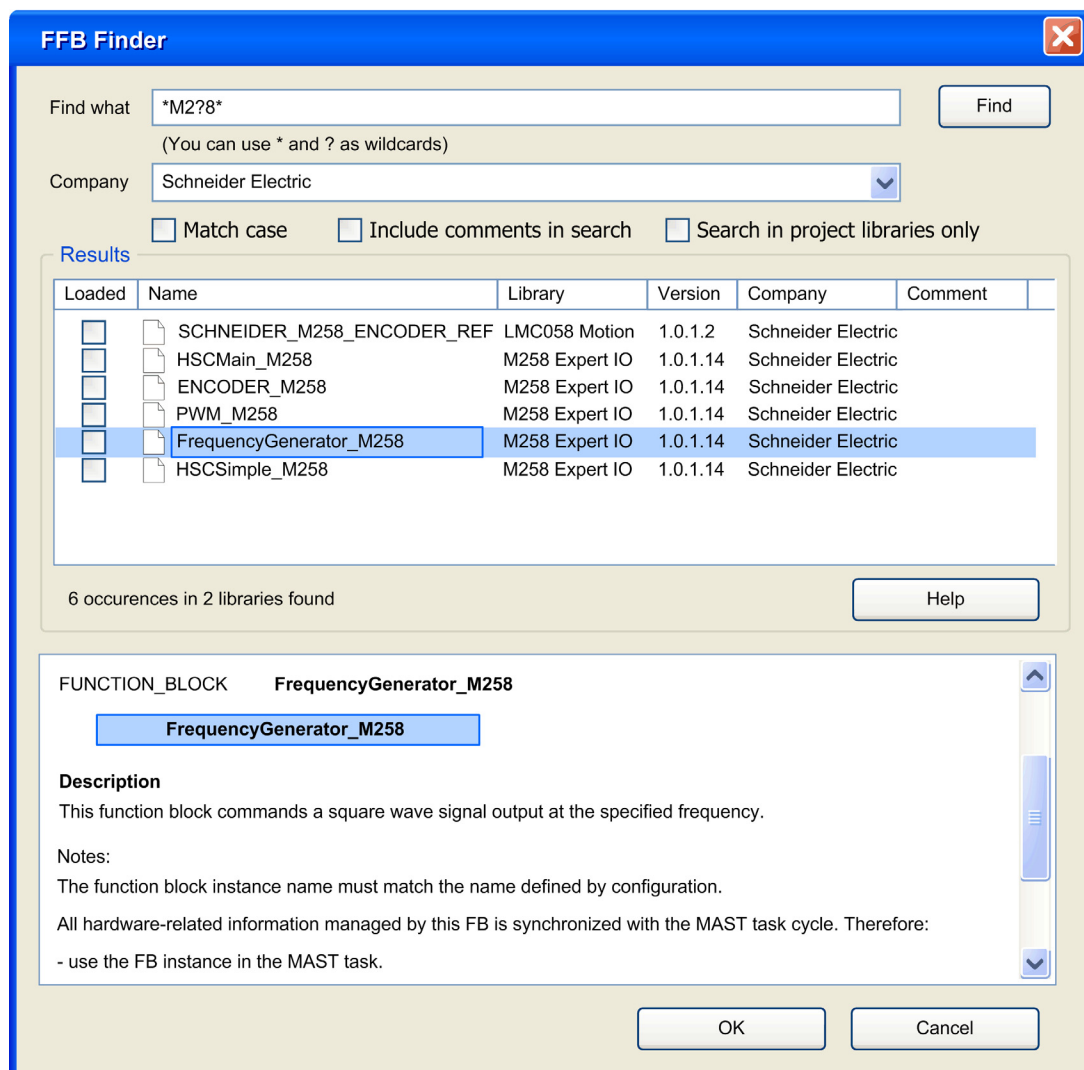 FFB Finder
Find what *M2?8* Find
(You can use * and ? as wildcards)
Company Schneider Electric
Match case Include comments in search Search in project libraries only
Results
Loaded Name Library Version Company Comment
SCHNEIDER_M258_ENCODER_REF LMC058 Motion 1.0.1.2 Schneider Electric
HSCMain_M258 M258 Expert IO 1.0.1.14 Schneider Electric
ENCODER_M258 M258 Expert IO 1.0.1.14 Schneider Electric
PWM_M258 M258 Expert IO 1.0.1.14 Schneider Electric
FrequencyGenerator_M258 M258 Expert IO 1.0.1.14 Schneider Electric
HSCSimple_M258 M258 Expert IO 1.0.1.14 Schneider Electric
6 occurences in 2 libraries found Help
FUNCTION_BLOCK FrequencyGenerator_M258
FrequencyGenerator_M258
Description
This function block commands a square wave signal output at the specified frequency.
Notes:
The function block instance name must match the name defined by configuration.
All hardware-related information managed by this FB is synchronized with the MAST task cycle. Therefore:
- use the FB instance in the MAST task.
OK Cancel